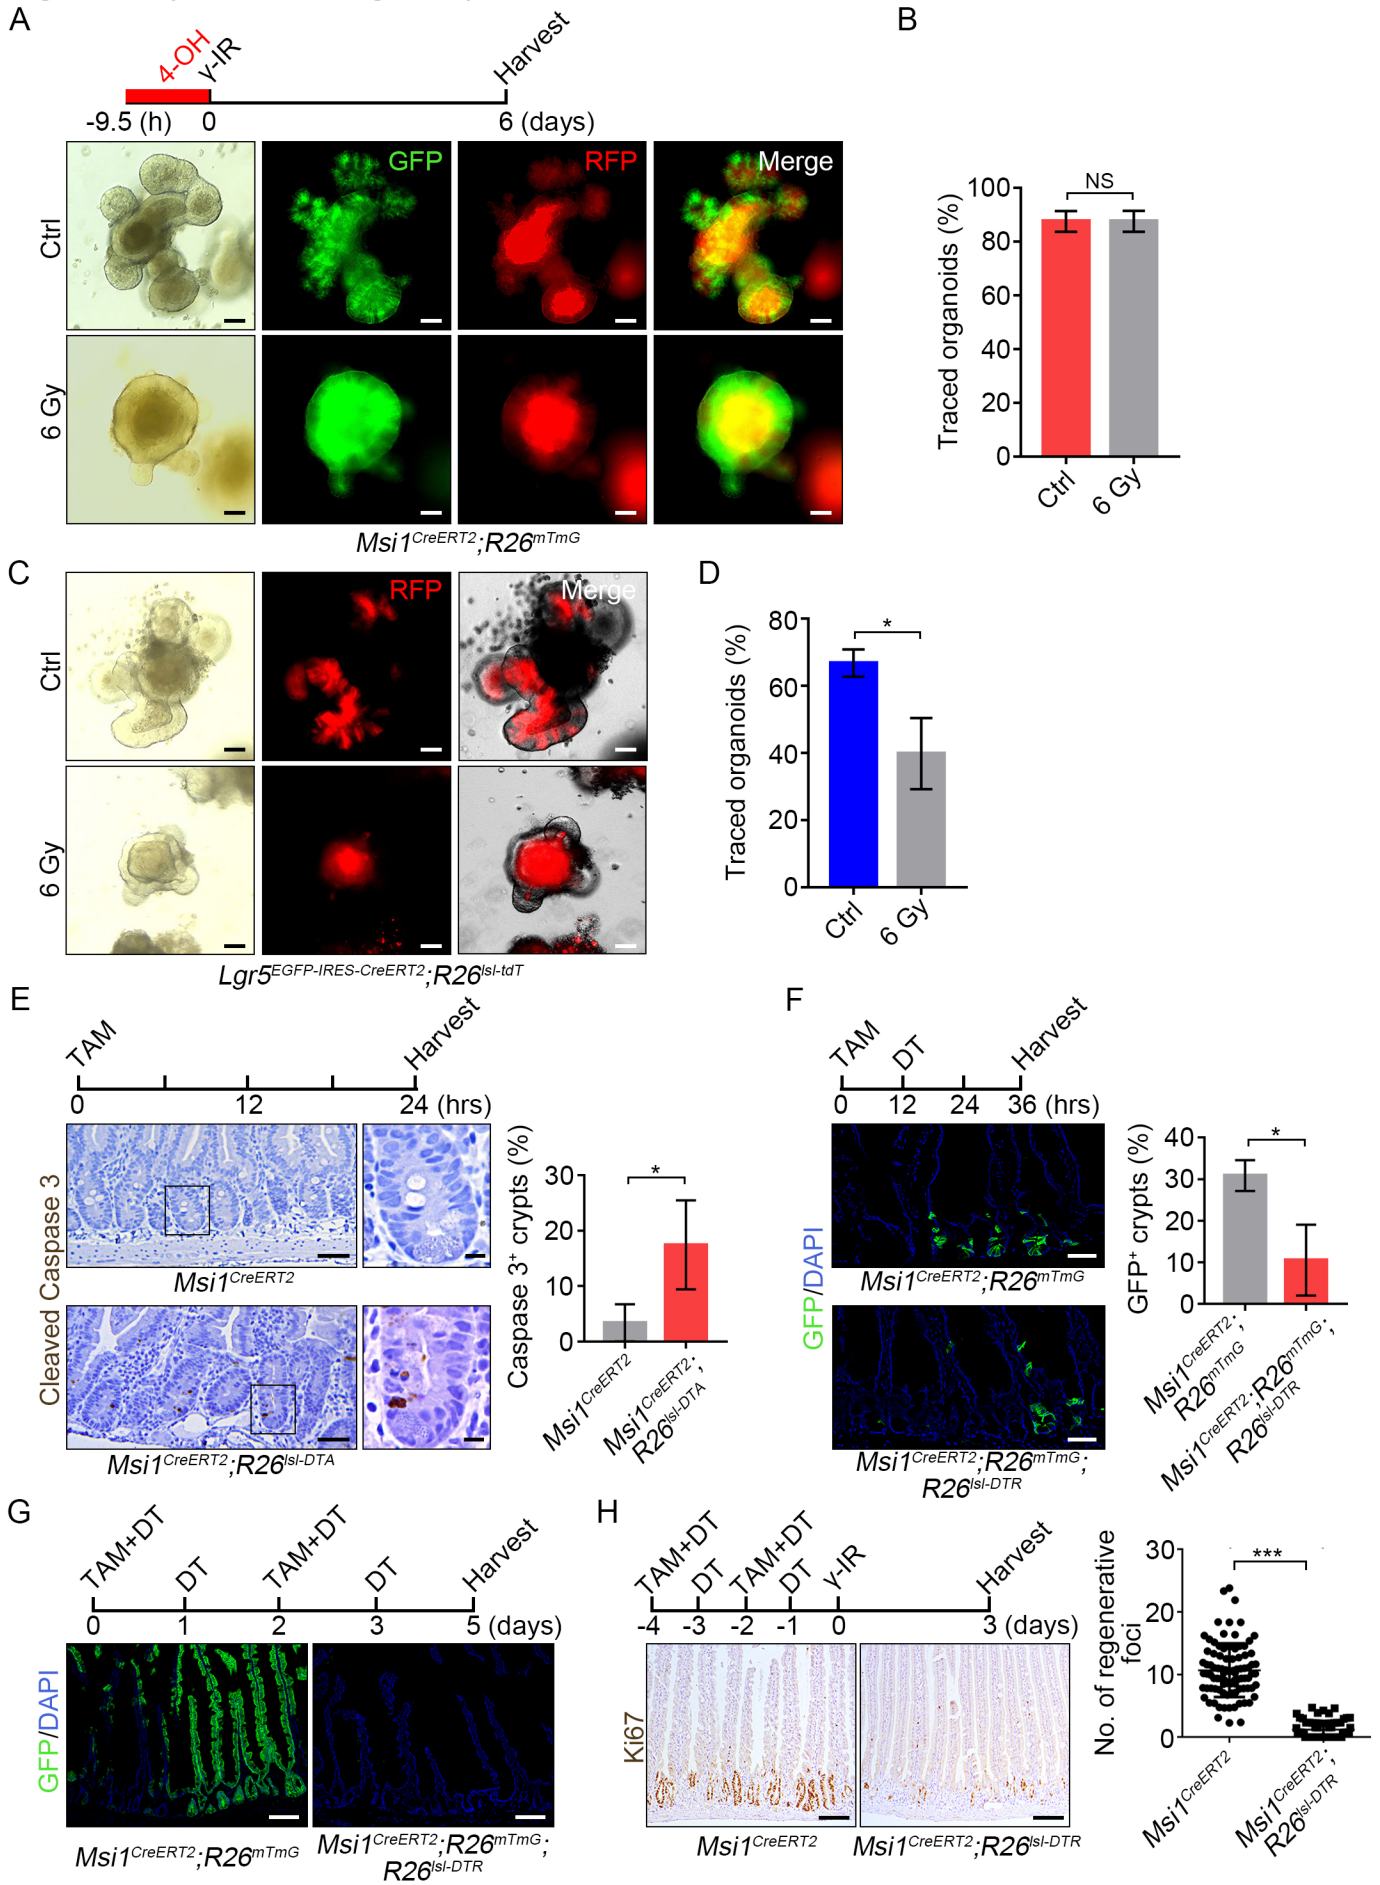 A
4-OH
γ-IR
Harvest
-9.5 (h)
0
6 (days)
Ctrl
GFP
RFP
Merge
6 Gy
Msi1CreERT2;R26mTmG
B
Traced organoids (%)
100
80
60
40
20
0
NS
Ctrl
6 Gy
C
Ctrl
RFP
Merge
6 Gy
Lgr5EGFP-IRES-CreERT2;R26lsl-tdT
D
Traced organoids (%)
80
60
40
20
0
*
Ctrl
6 Gy
E
TAM
Harvest
0
12
24 (hrs)
Cleaved Caspase 3
Msi1CreERT2
Msi1CreERT2;R26lsl-DTA
Caspase 3+ crypts (%)
30
20
10
0
*
Msi1CreERT2
Msi1CreERT2;
R26lsl-DTA
F
TAM
DT
Harvest
0
12
24
36 (hrs)
GFP/DAPI
Msi1CreERT2;R26mTmG
Msi1CreERT2;R26mTmG;
R26lsl-DTR
GFP+ crypts (%)
40
30
20
10
0
*
Msi1CreERT2;
R26mTmG
Msi1CreERT2;R26mTmG;
R26lsl-DTR
G
TAM+DT
DT
TAM+DT
DT
Harvest
0
1
2
3
5 (days)
GFP/DAPI
Msi1CreERT2;R26mTmG
Msi1CreERT2;R26mTmG;
R26lsl-DTR
H
TAM+DT
DT
TAM+DT
DT
γ-IR
Harvest
-4
-3
-2
-1
0
3 (days)
Ki67
Msi1CreERT2
Msi1CreERT2;R26lsl-DTR
No. of regenerative
foci
30
20
10
0
***
Msi1CreERT2
Msi1CreERT2;
R26lsl-DTR